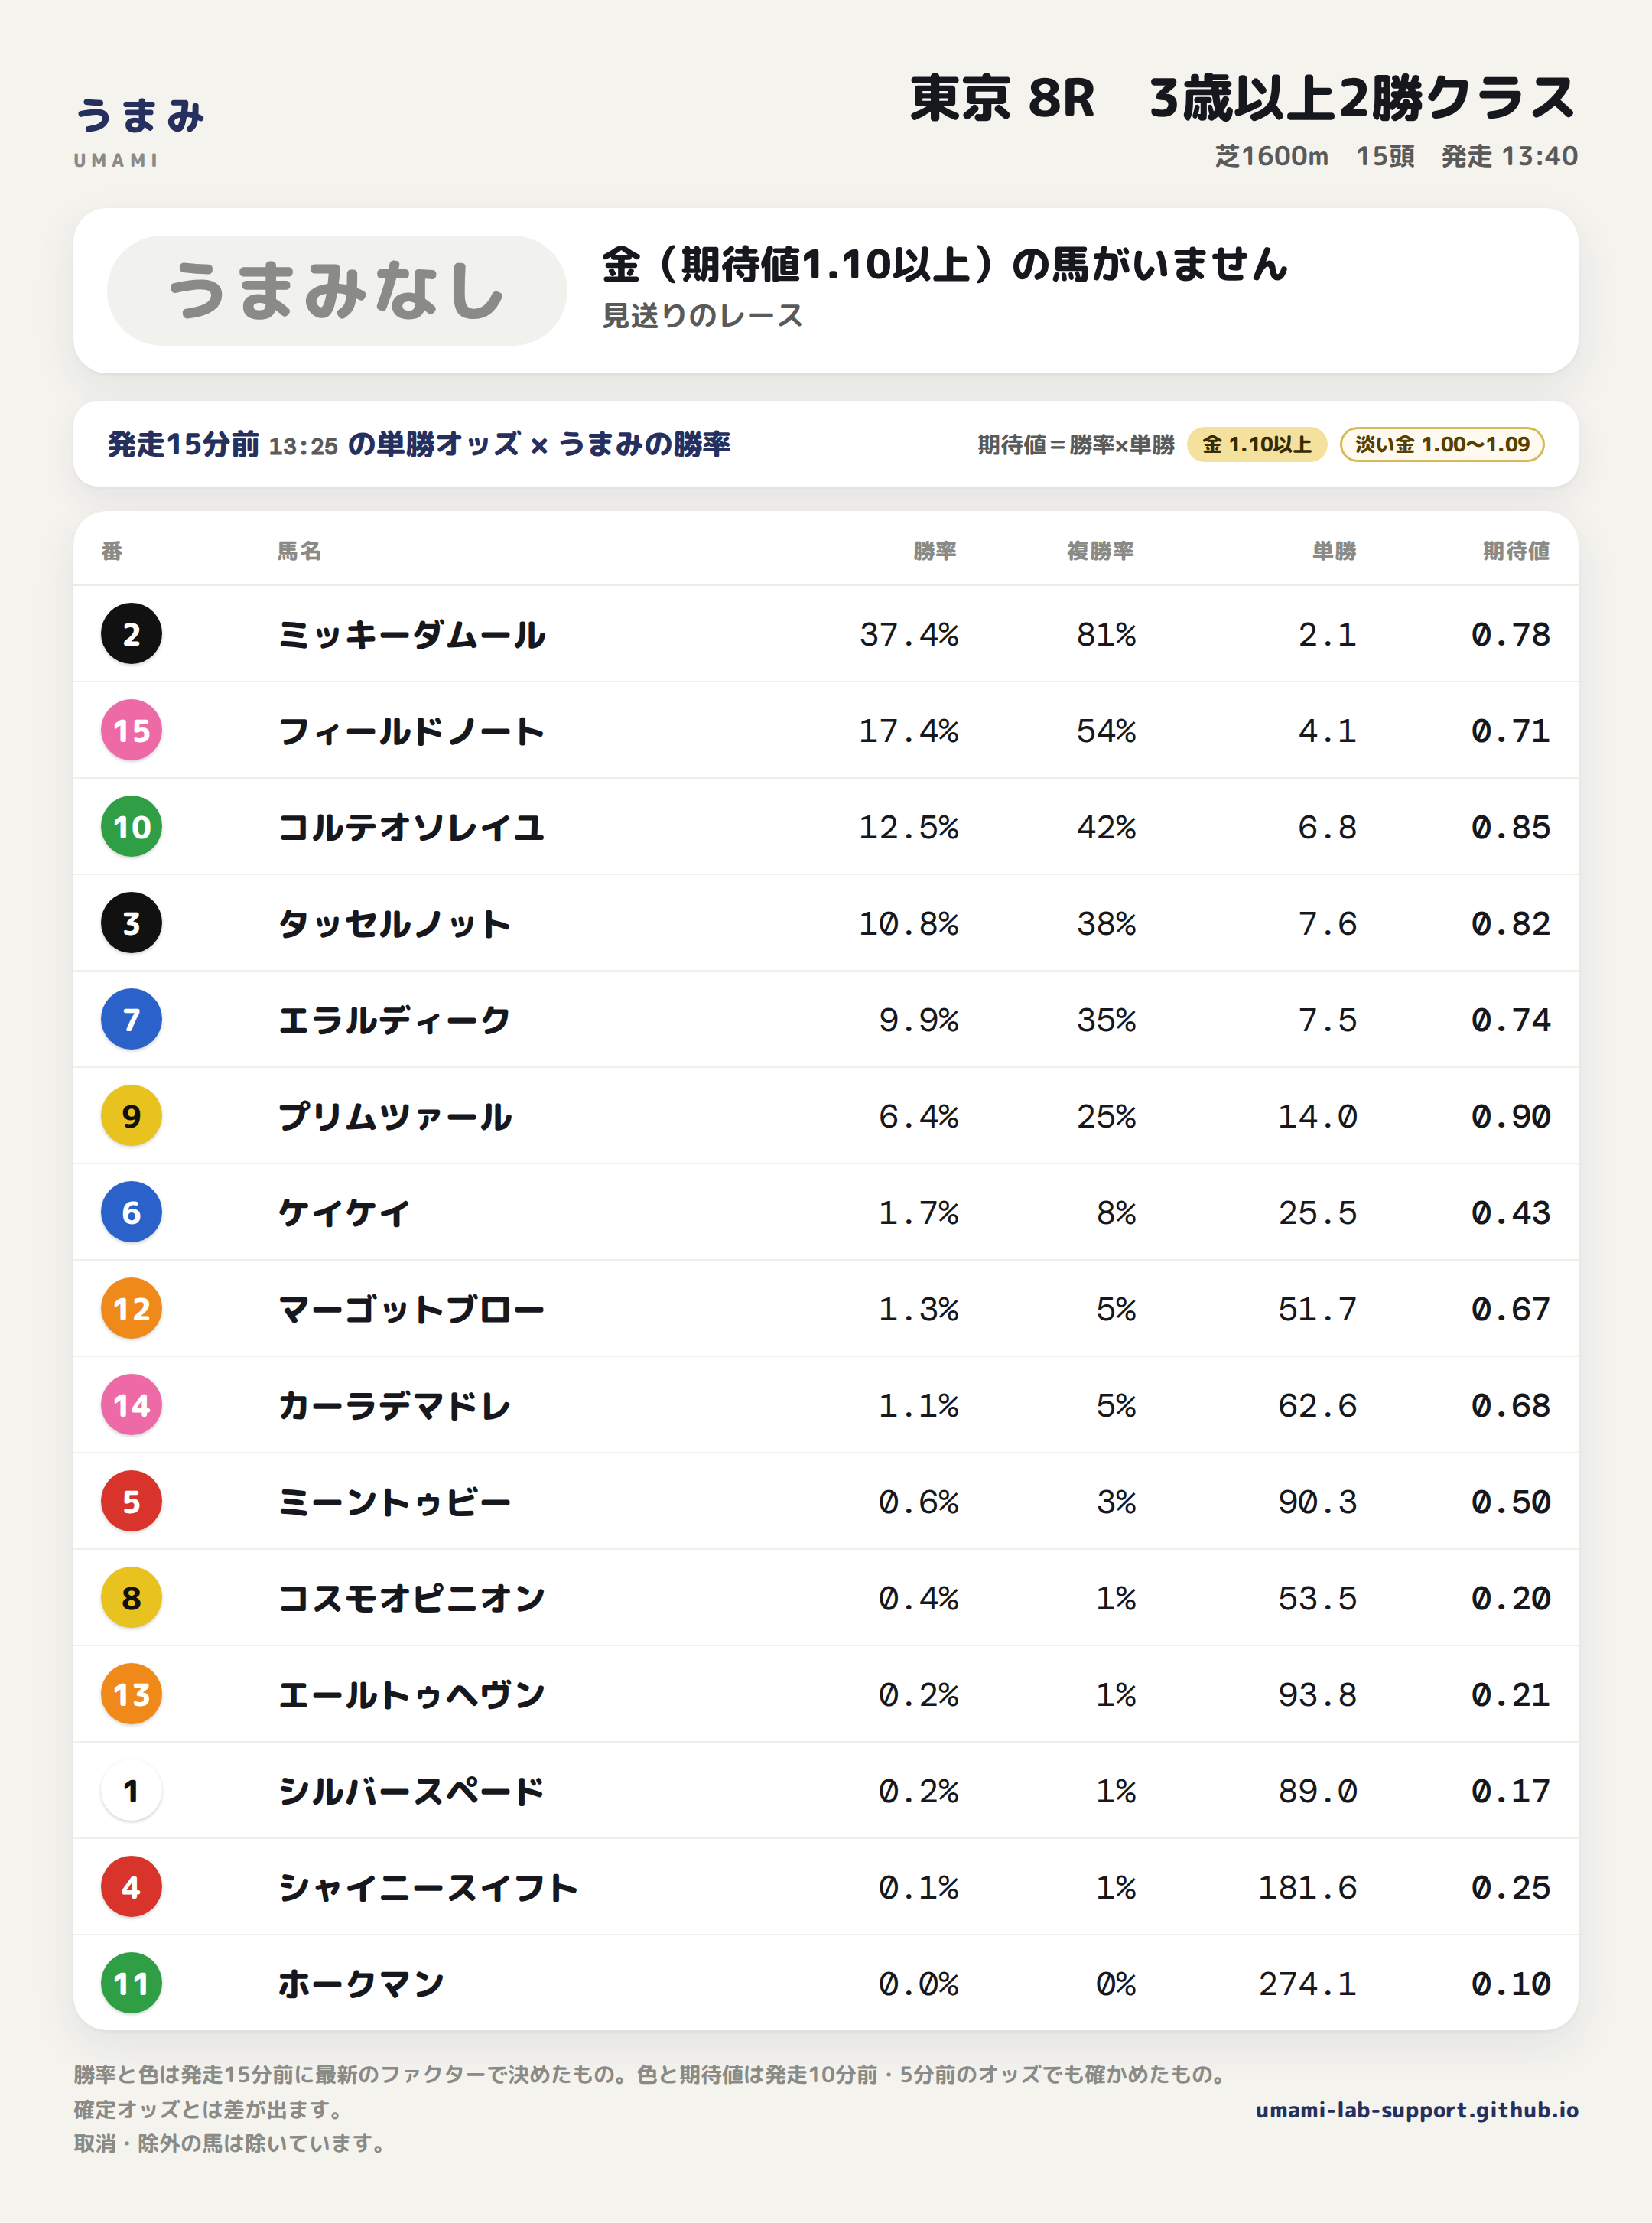 うまみ
UMAMI
東京 8R　3歳以上2勝クラス
芝1600m　15頭　発走 13:40
うまみなし
金（期待値1.10以上）の馬がいません
見送りのレース
発走15分前 13:25 の単勝オッズ × うまみの勝率
期待値＝勝率×単勝 金 1.10以上 淡い金 1.00〜1.09
番 馬名 勝率 複勝率 単勝 期待値
2 ミッキーダムール 37.4% 81% 2.1 0.78
15 フィールドノート 17.4% 54% 4.1 0.71
10 コルテオソレイユ 12.5% 42% 6.8 0.85
3 タッセルノット 10.8% 38% 7.6 0.82
7 エラルディーク 9.9% 35% 7.5 0.74
9 プリムツァール 6.4% 25% 14.0 0.90
6 ケイケイ 1.7% 8% 25.5 0.43
12 マーゴットブロー 1.3% 5% 51.7 0.67
14 カーラデマドレ 1.1% 5% 62.6 0.68
5 ミーントゥビー 0.6% 3% 90.3 0.50
8 コスモオピニオン 0.4% 1% 53.5 0.20
13 エールトゥヘヴン 0.2% 1% 93.8 0.21
1 シルバースペード 0.2% 1% 89.0 0.17
4 シャイニースイフト 0.1% 1% 181.6 0.25
11 ホークマン 0.0% 0% 274.1 0.10
勝率と色は発走15分前に最新のファクターで決めたもの。色と期待値は発走10分前・5分前のオッズでも確かめたもの。
確定オッズとは差が出ます。
取消・除外の馬は除いています。
umami-lab-support.github.io